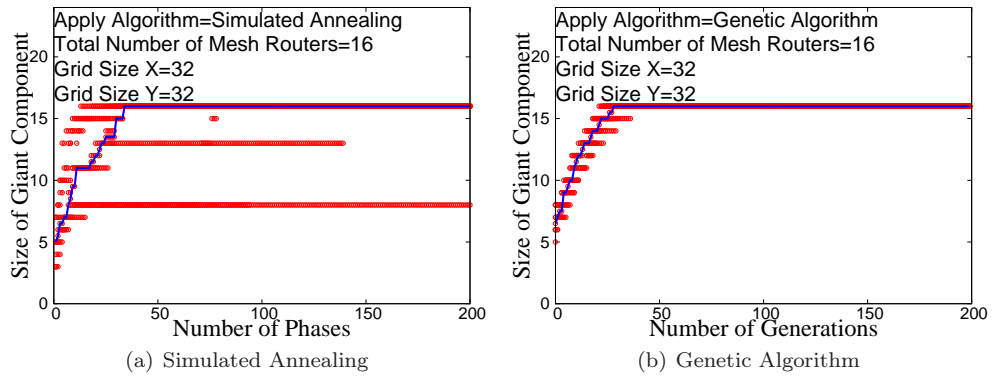 Apply Algorithm=Simulated Annealing
Total Number of Mesh Routers=16
Grid Size X=32
Grid Size Y=32
Size of Giant Component
20
15
10
5
0
0 50 100 150 200
Number of Phases
(a) Simulated Annealing
Apply Algorithm=Genetic Algorithm
Total Number of Mesh Routers=16
Grid Size X=32
Grid Size Y=32
Size of Giant Component
20
15
10
5
0
0 50 100 150 200
Number of Generations
(b) Genetic Algorithm